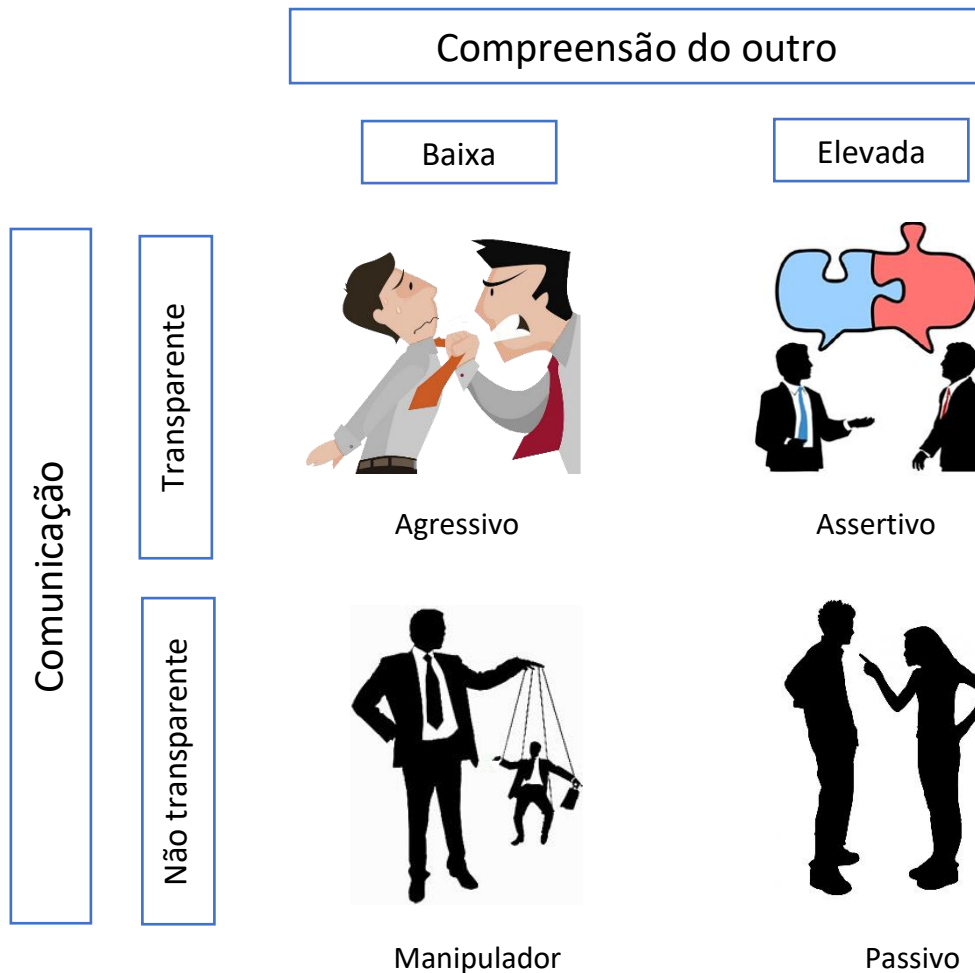 Compreensão do outro
Baixa
Elevada
Comunicação
Transparente
Agressivo
Assertivo
Não transparente
Manipulador
Passivo